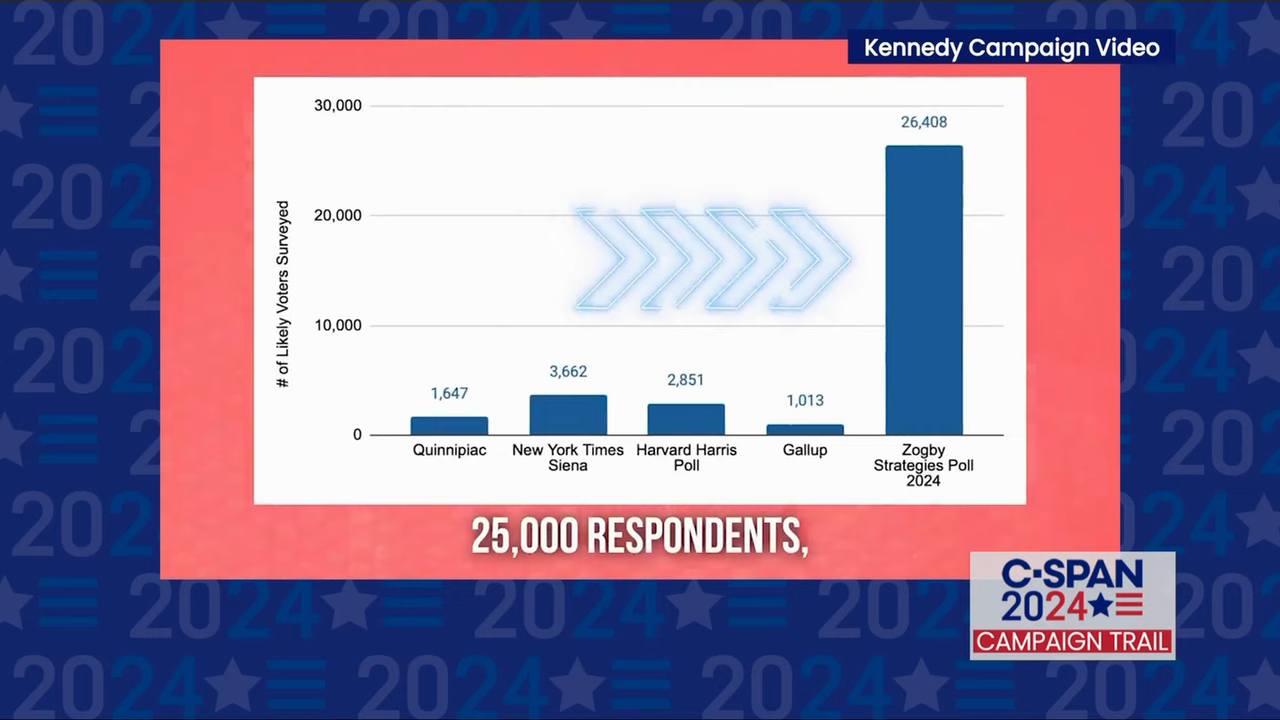 Kennedy Campaign Video
# of Likely Voters Surveyed
30,000
20,000
10,000
0
1,647
3,662
2,851
1,013
26,408
Quinnipiac
New York Times
Siena
Harvard Harris
Poll
Gallup
Zogby
Strategies Poll
2024
25,000 RESPONDENTS,
C-SPAN
2024
CAMPAIGN TRAIL